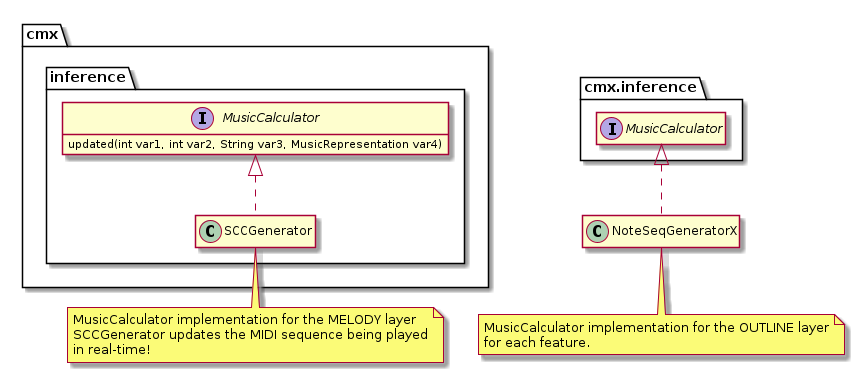 cmx
inference
I MusicCalculator
updated(int var1, int var2, String var3, MusicRepresentation var4)
C SCCGenerator
MusicCalculator implementation for the MELODY layer
SCCGenerator updates the MIDI sequence being played
in real-time!
cmx.inference
I MusicCalculator
C NoteSeqGeneratorX
MusicCalculator implementation for the OUTLINE layer
for each feature.